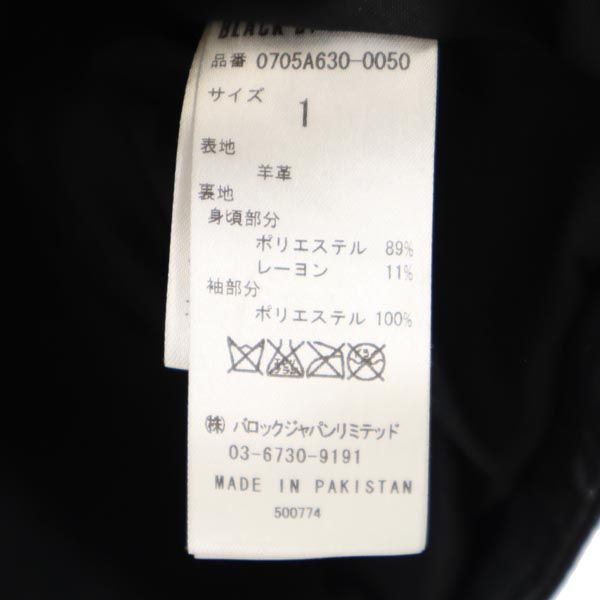 BLACK
品番 0705A630-0050
サイズ 1
表地
羊革
裏地
身頃部分
ポリエステル 89%
レーヨン 11%
袖部分
ポリエステル 100%
㈱ バロックジャパンリミテッド
03-6730-9191
MADE IN PAKISTAN
500774